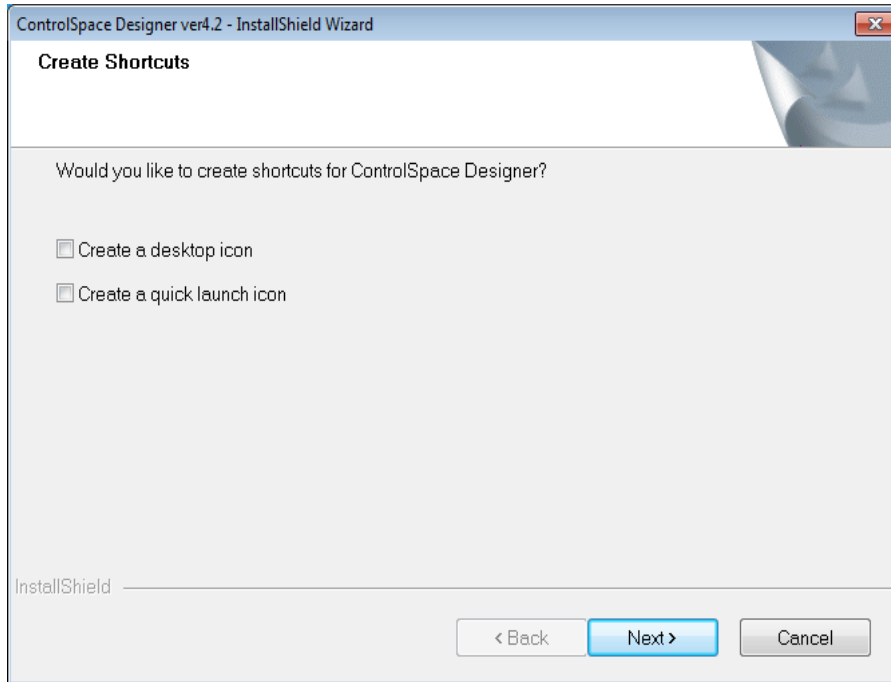 ControlSpace Designer ver4.2 - InstallShield Wizard
Create Shortcuts
Would you like to create shortcuts for ControlSpace Designer?
Create a desktop icon
Create a quick launch icon
InstallShield
< Back Next > Cancel